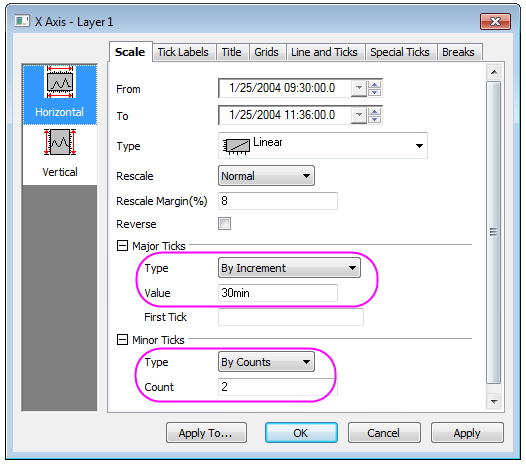 X Axis - Layer1
Scale Tick Labels Title Grids Line and Ticks Special Ticks Breaks
Horizontal
Vertical
From 1/25/2004 09:30:00.0
To 1/25/2004 11:36:00.0
Type Linear
Rescale Normal
Rescale Margin(%) 8
Reverse
Major Ticks
Type By Increment
Value 30min
First Tick
Minor Ticks
Type By Counts
Count 2
Apply To... OK Cancel Apply